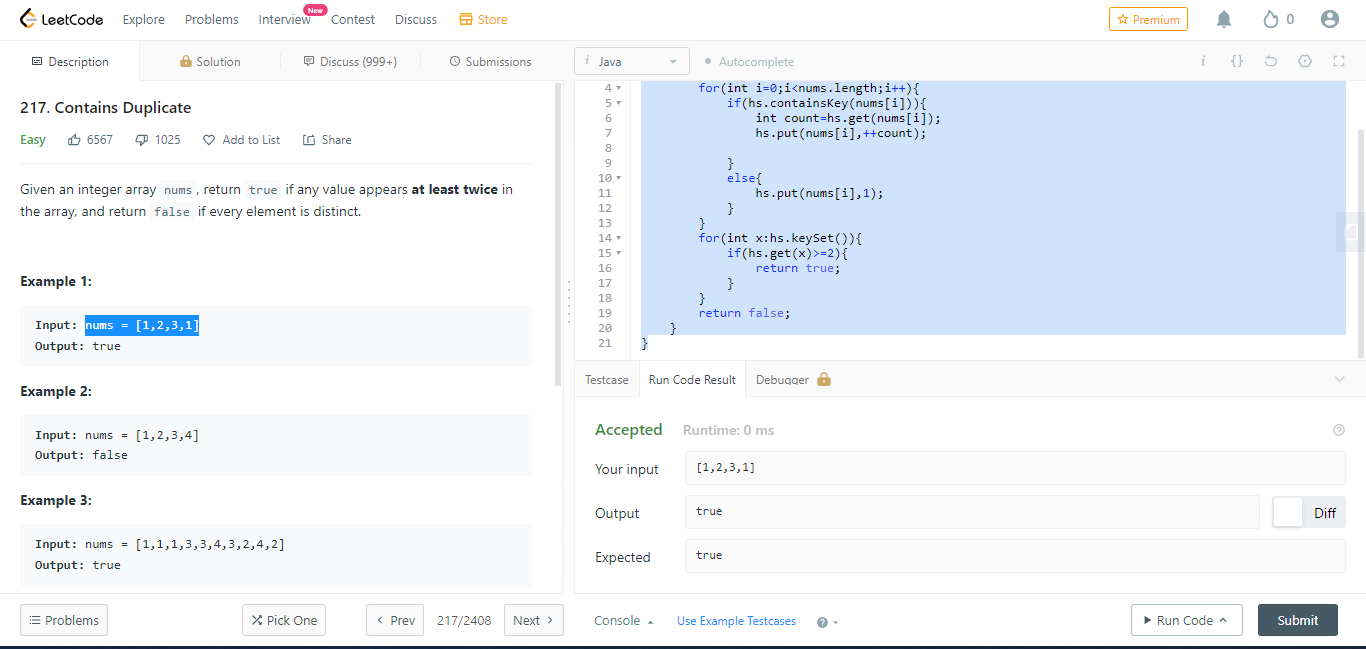 LeetCode Explore Problems Interview New Contest Discuss Store Premium 0
Description Solution Discuss (999+) Submissions
i Java Autocomplete i {}
217. Contains Duplicate
Easy 6567 1025 Add to List Share
Given an integer array nums, return true if any value appears at least twice in
the array, and return false if every element is distinct.
Example 1:
Input: nums = [1,2,3,1]
Output: true
Example 2:
Input: nums = [1,2,3,4]
Output: false
Example 3:
Input: nums = [1,1,1,3,3,4,3,2,4,2]
Output: true
Problems Pick One Prev 217/2408 Next
4 for(int i=0;i<nums.length;i++){
5 if(hs.containsKey(nums[i])){
6 int count=hs.get(nums[i]);
7 hs.put(nums[i],++count);
8
9 }
10 else{
11 hs.put(nums[i],1);
12 }
13 }
14 for(int x:hs.keySet()){
15 if(hs.get(x)>=2){
16 return true;
17 }
18 }
19 return false;
20 }
21 }
Testcase Run Code Result Debugger
Accepted Runtime: 0 ms
Your input [1,2,3,1]
Output true Diff
Expected true
Console Use Example Testcases Run Code Submit